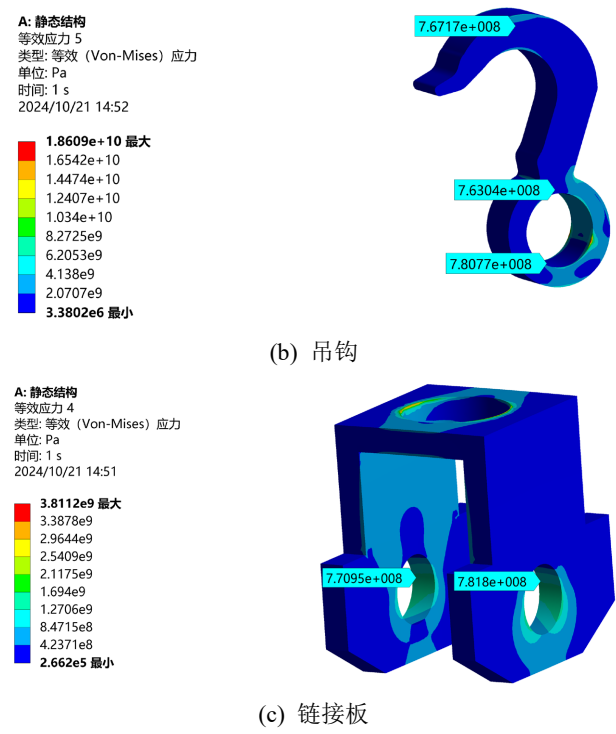 A: 静态结构
等效应力 5
类型: 等效（Von-Mises）应力
单位: Pa
时间: 1 s
2024/10/21 14:52
1.8609e+10 最大
1.6542e+10
1.4474e+10
1.2407e+10
1.034e+10
8.2725e9
6.2053e9
4.138e9
2.0707e9
3.3802e6 最小
7.6717e+008
7.6304e+008
7.8077e+008
(b) 吊钩
A: 静态结构
等效应力 4
类型: 等效（Von-Mises）应力
单位: Pa
时间: 1 s
2024/10/21 14:51
3.8112e9 最大
3.3878e9
2.9644e9
2.5409e9
2.1175e9
1.694e9
1.2706e9
8.4715e8
4.2371e8
2.662e5 最小
7.7095e+008
7.818e+008
(c) 链接板